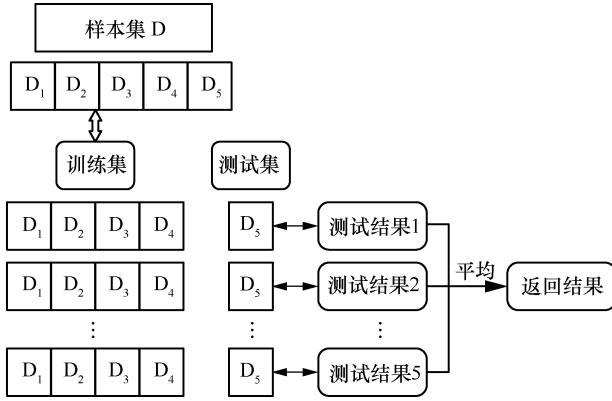 样本集 D
D1 D2 D3 D4 D5
训练集 测试集
D1 D2 D3 D4 D5 测试结果1
D1 D2 D3 D4 D5 测试结果2 平均 返回结果
⋮ ⋮ ⋮
D1 D2 D3 D4 D5 测试结果5